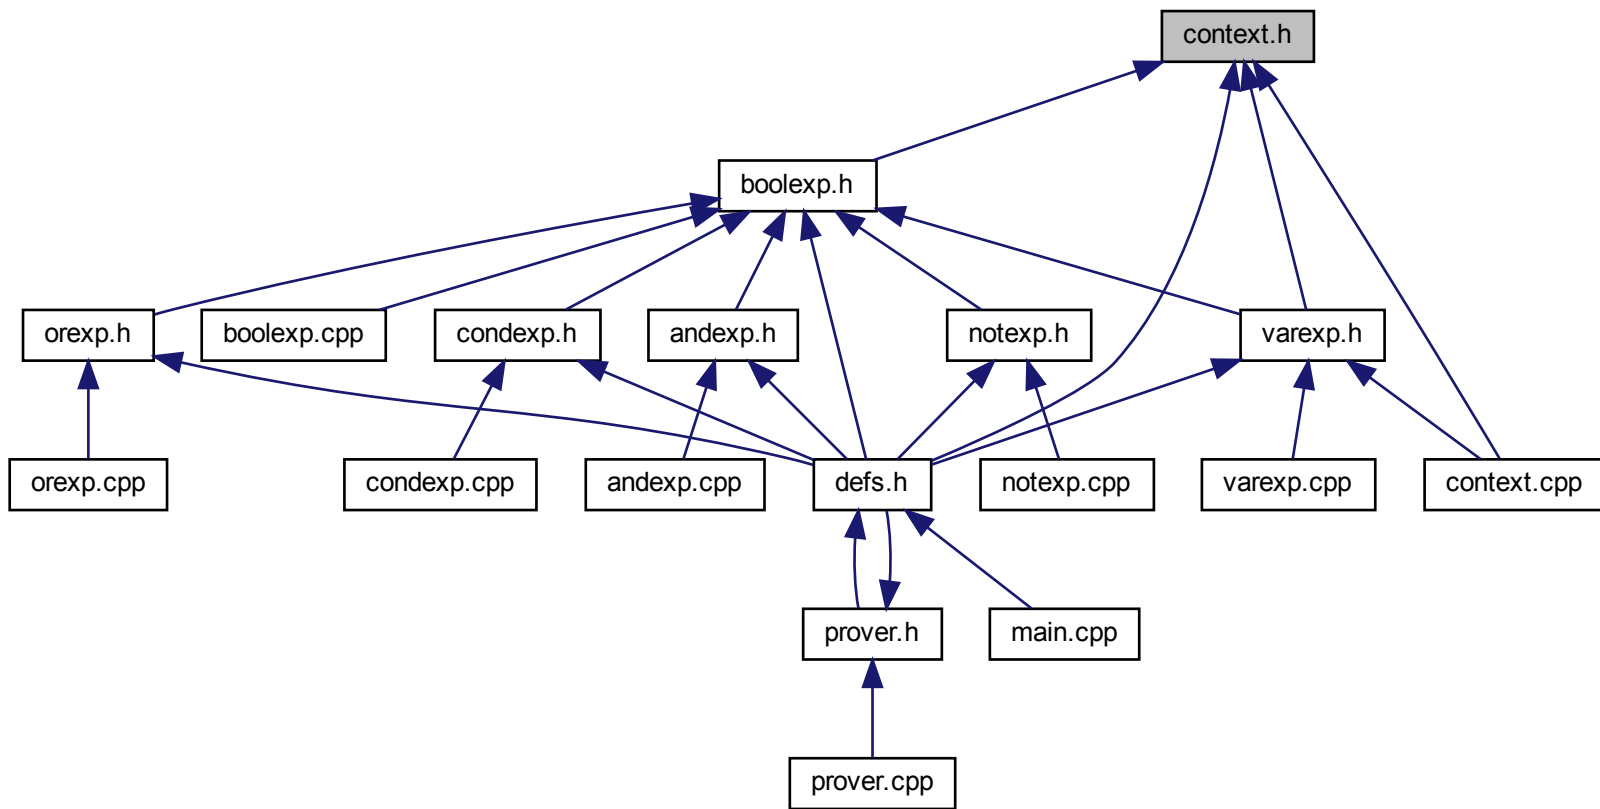 context.h
boolexp.h
orexp.h
boolexp.cpp
condexp.h
andexp.h
notexp.h
varexp.h
orexp.cpp
condexp.cpp
andexp.cpp
defs.h
notexp.cpp
varexp.cpp
context.cpp
prover.h
main.cpp
prover.cpp